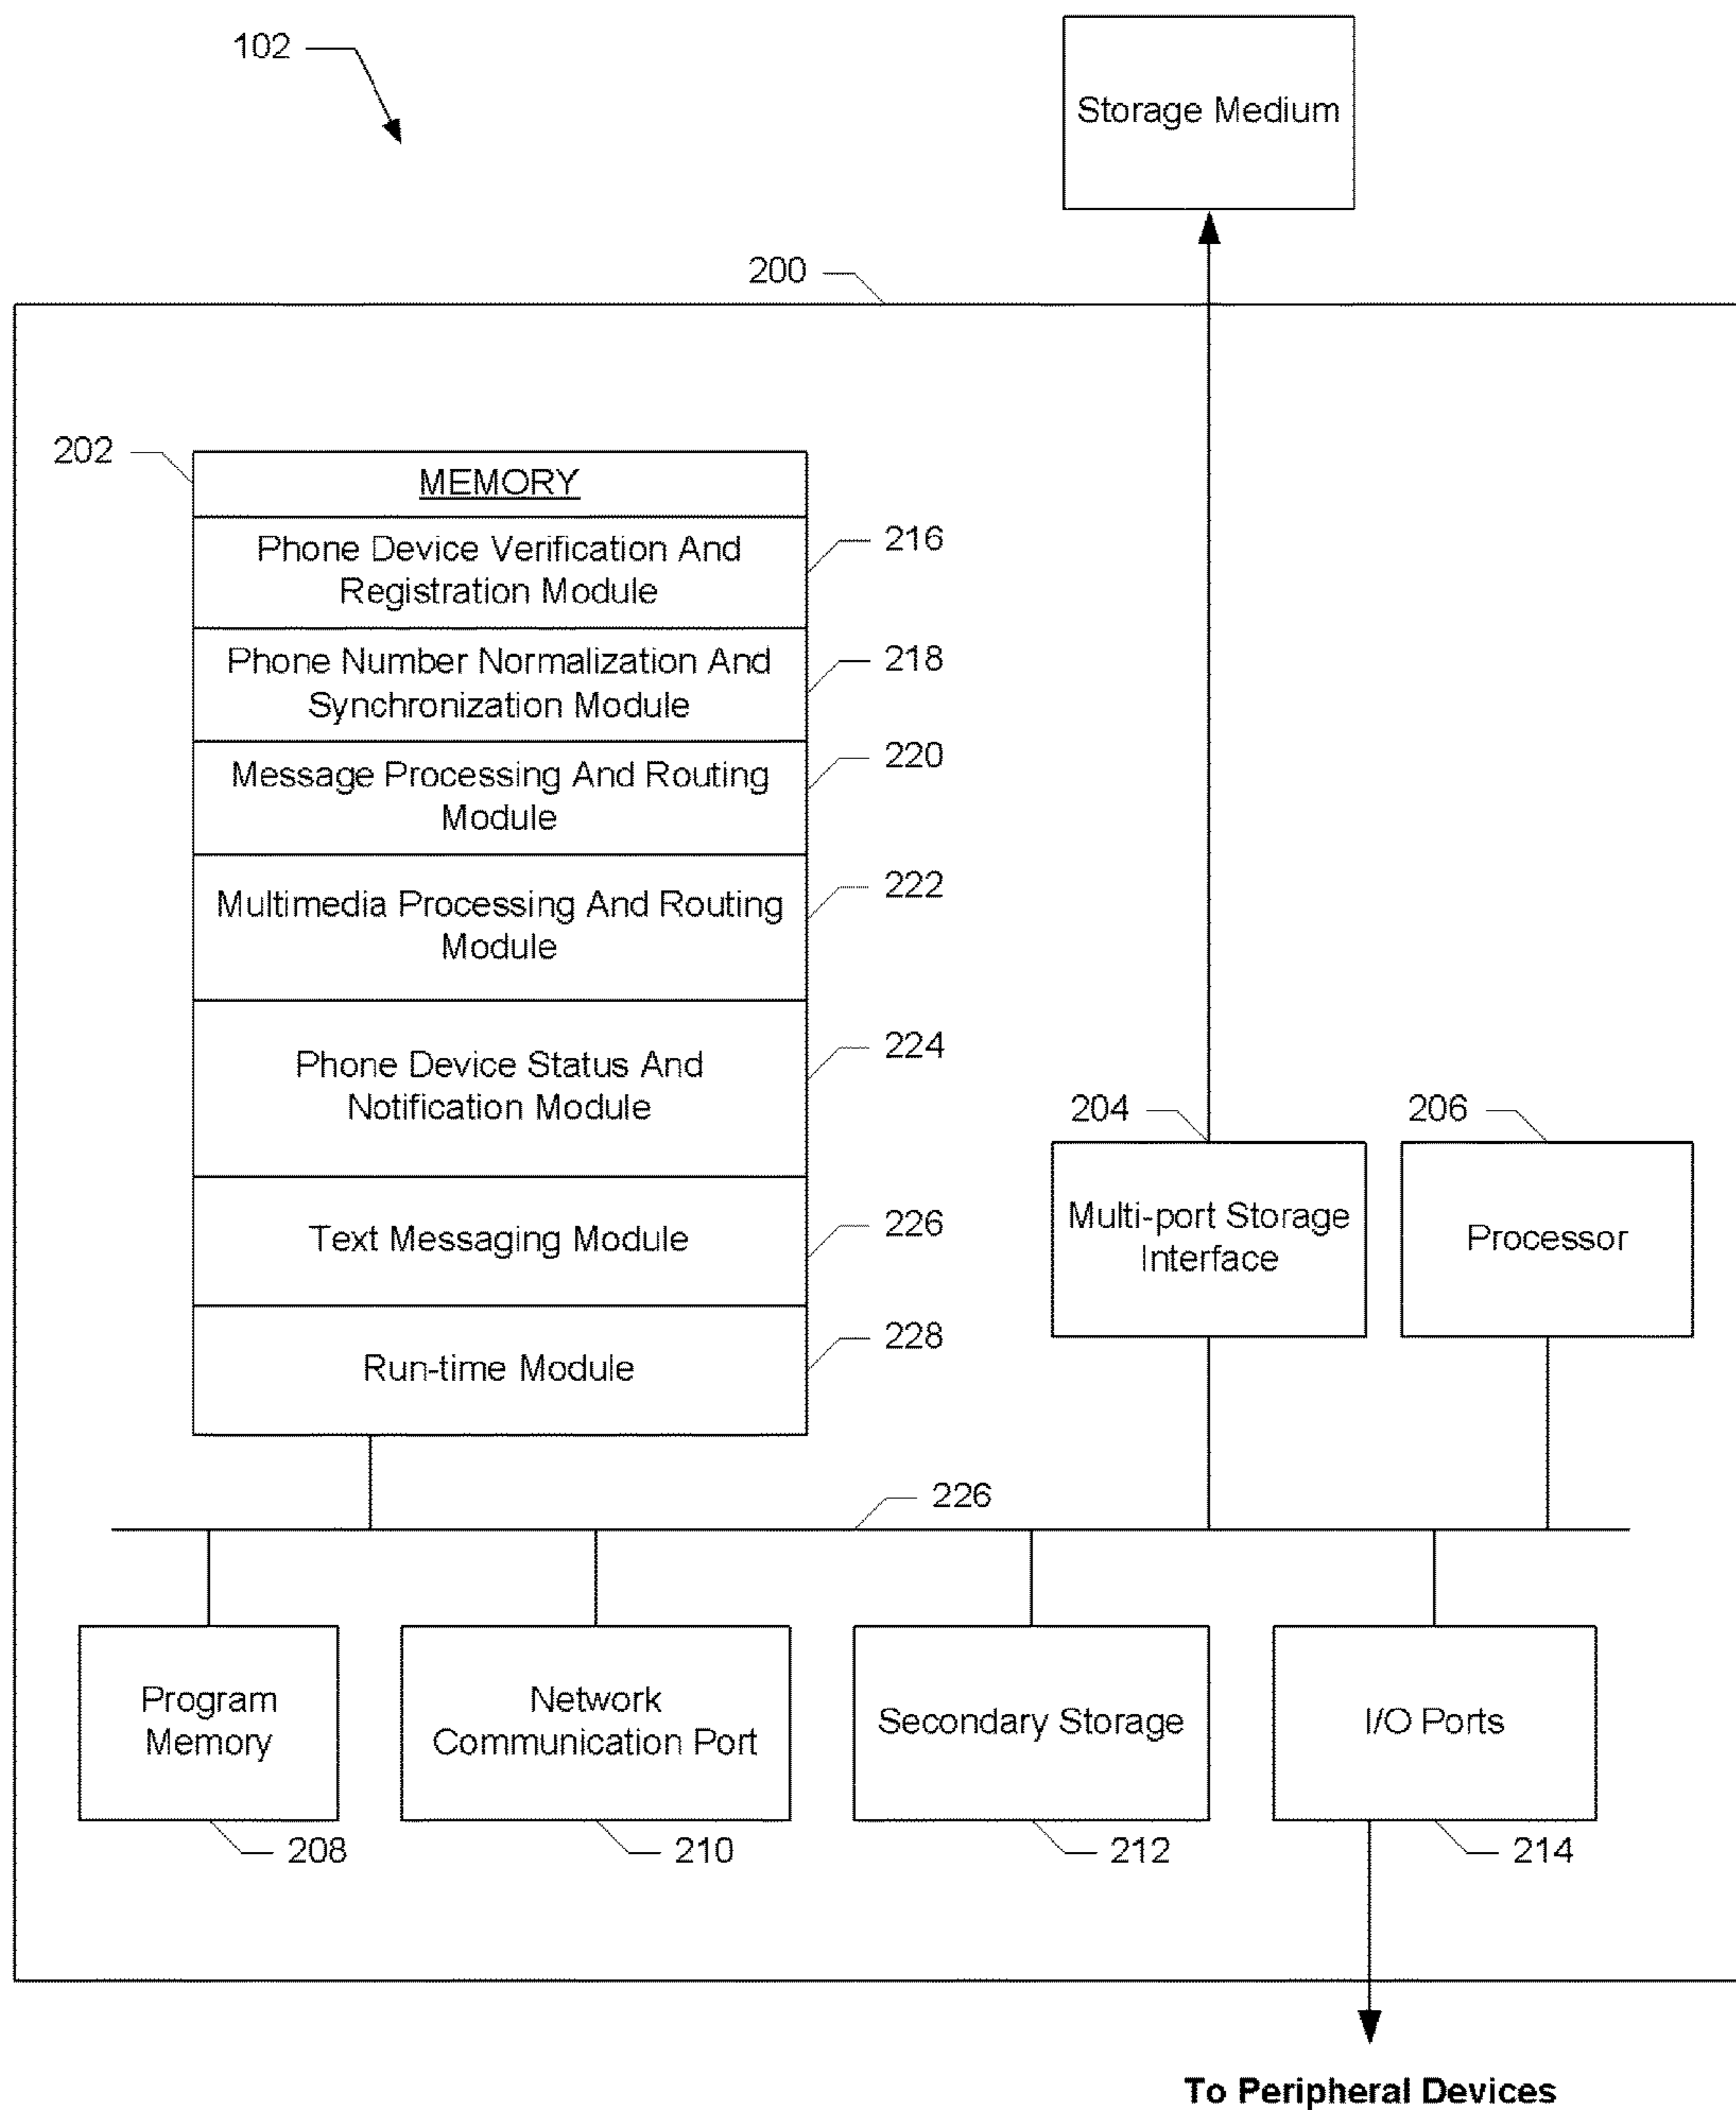 102
Storage Medium
200
202
MEMORY
Phone Device Verification And
Registration Module
216
Phone Number Normalization And
Synchronization Module
218
Message Processing And Routing
Module
220
Multimedia Processing And Routing
Module
222
Phone Device Status And
Notification Module
224
Text Messaging Module
226
Run-time Module
228
204
Multi-port Storage
Interface
206
Processor
226
Program
Memory
208
Network
Communication Port
210
Secondary Storage
212
I/O Ports
214
To Peripheral Devices